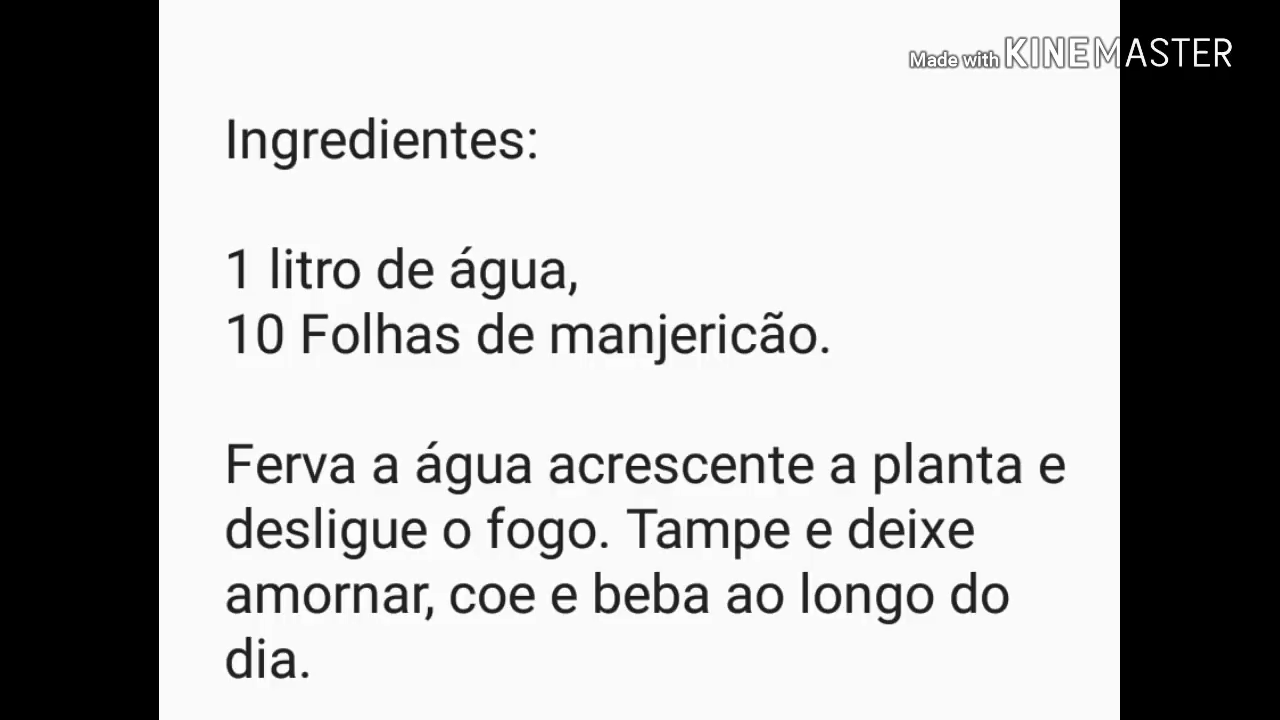 Made with KINEMASTER
Ingredientes:
1 litro de água,
10 Folhas de manjericão.
Ferva a água acrescente a planta e
desligue o fogo. Tampe e deixe
amornar, coe e beba ao longo do
dia.